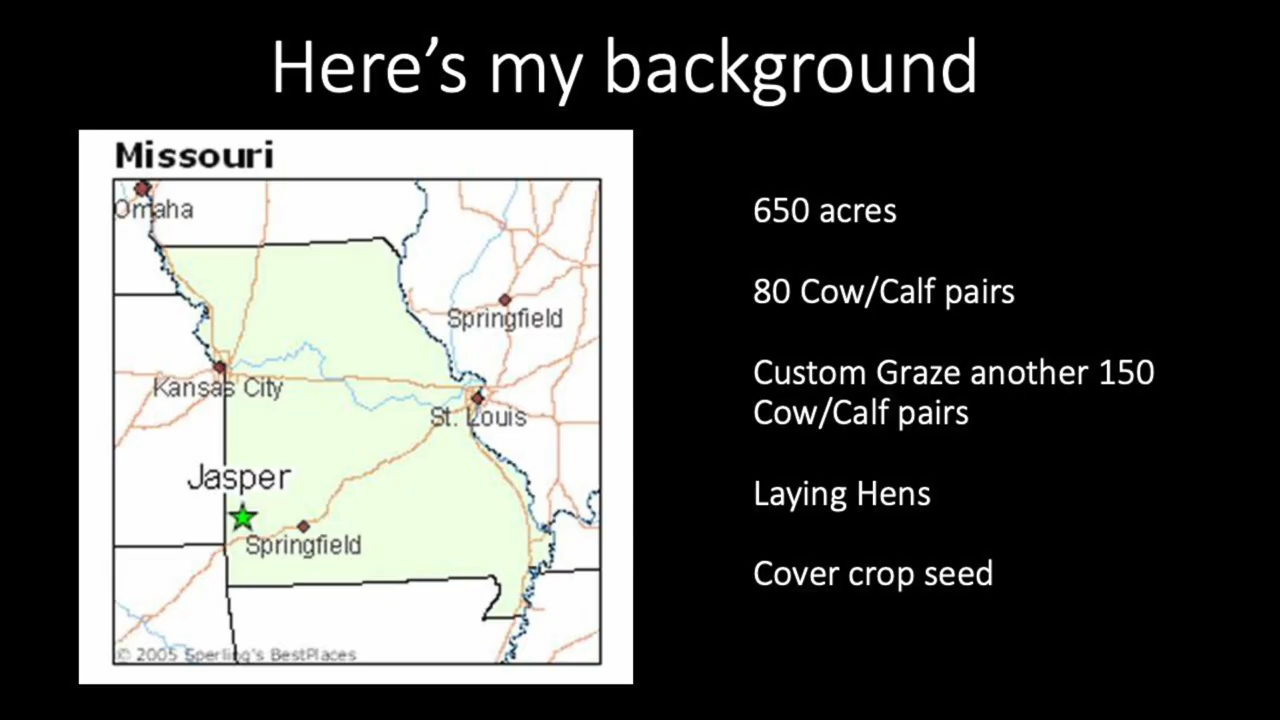 Here's my background
Missouri
Omaha
Springfield
Kansas City
St. Louis
Jasper
Springfield
© 2005 Sperling's BestPlaces
650 acres
80 Cow/Calf pairs
Custom Graze another 150
Cow/Calf pairs
Laying Hens
Cover crop seed